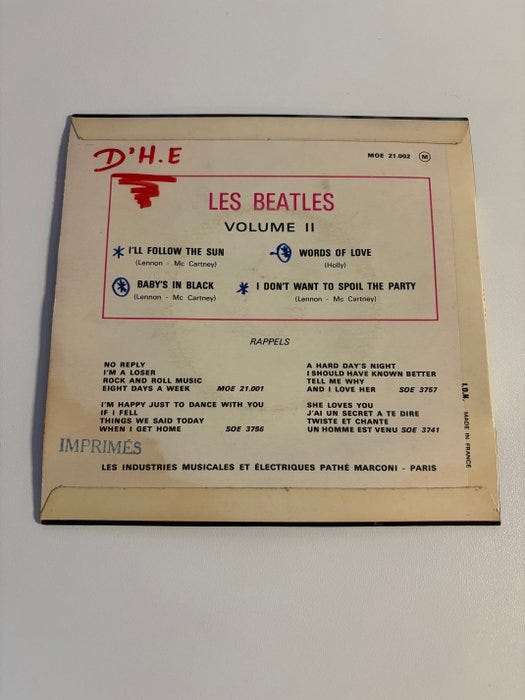 D'H.E
MOE 21.002 M
LES BEATLES
VOLUME II
I'LL FOLLOW THE SUN
(Lennon - Mc Cartney)
WORDS OF LOVE
(Holly)
BABY'S IN BLACK
(Lennon - Mc Cartney)
I DON'T WANT TO SPOIL THE PARTY
(Lennon - Mc Cartney)
RAPPELS
NO REPLY
I'M A LOSER
ROCK AND ROLL MUSIC
EIGHT DAYS A WEEK MOE 21.001
A HARD DAY'S NIGHT
I SHOULD HAVE KNOWN BETTER
TELL ME WHY
AND I LOVE HER SOE 3757
I'M HAPPY JUST TO DANCE WITH YOU
IF I FELL
THINGS WE SAID TODAY
WHEN I GET HOME SOE 3756
SHE LOVES YOU
J'AI UN SECRET A TE DIRE
TWISTE ET CHANTE
UN HOMME EST VENU SOE 3741
IMPRIMÉS
LES INDUSTRIES MUSICALES ET ÉLECTRIQUES PATHÉ MARCONI - PARIS
I.D.N. MADE IN FRANCE